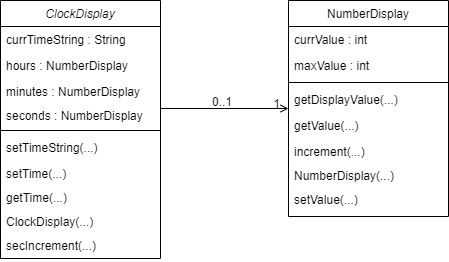 ClockDisplay
currTimeString : String
hours : NumberDisplay
minutes : NumberDisplay
seconds : NumberDisplay
setTimeString(...)
setTime(...)
getTime(...)
ClockDisplay(...)
secIncrement(...)
0..1
1
NumberDisplay
currValue : int
maxValue : int
getDisplayValue(...)
getValue(...)
increment(...)
NumberDisplay(...)
setValue(...)